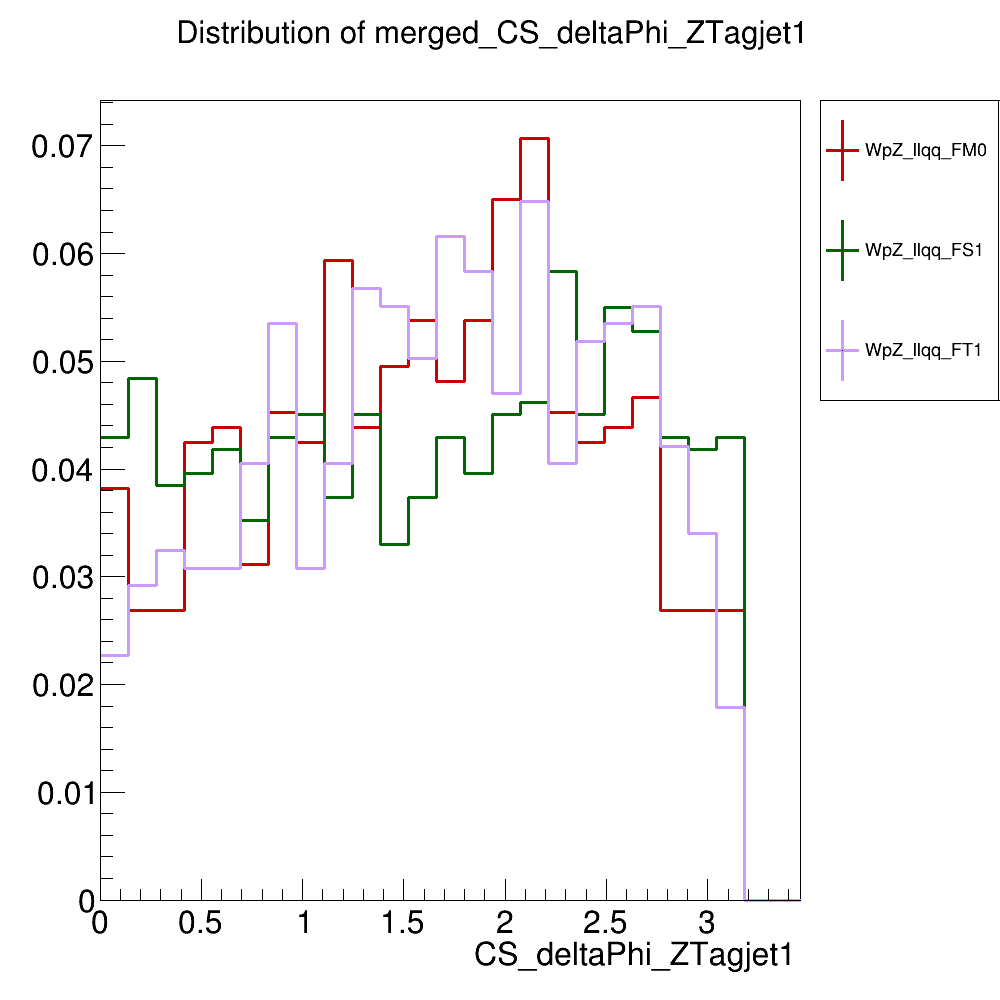 Distribution of merged_CS_deltaPhi_ZTagjet1
WpZ_llqq_FM0
WpZ_llqq_FS1
WpZ_llqq_FT1
0.07
0.06
0.05
0.04
0.03
0.02
0.01
0
0 0.5 1 1.5 2 2.5 3
CS_deltaPhi_ZTagjet1